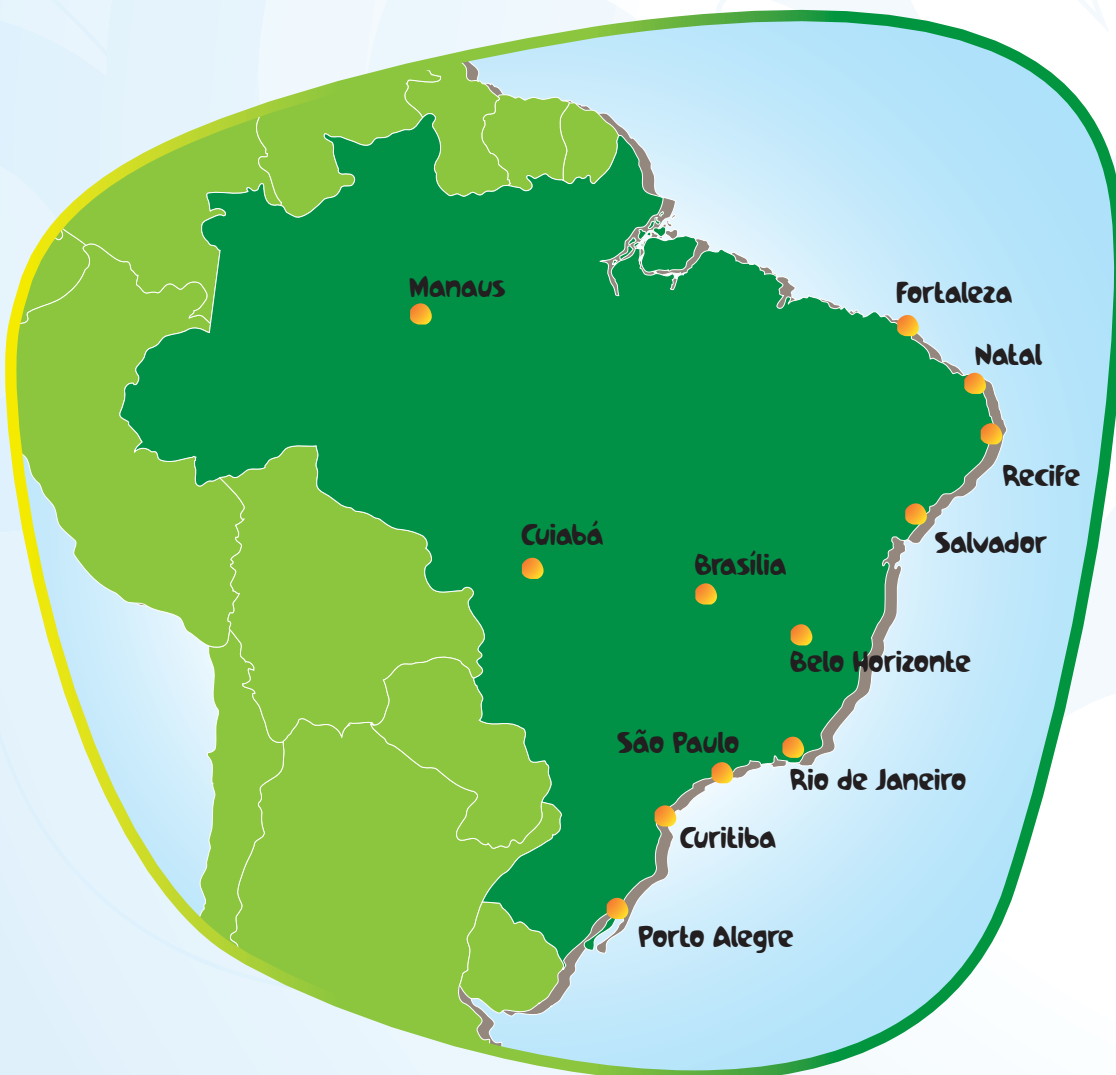 Manaus
Fortaleza
Natal
Recife
Cuiabá
Salvador
Brasília
Belo Horizonte
São Paulo
Rio de Janeiro
Curitiba
Porto Alegre